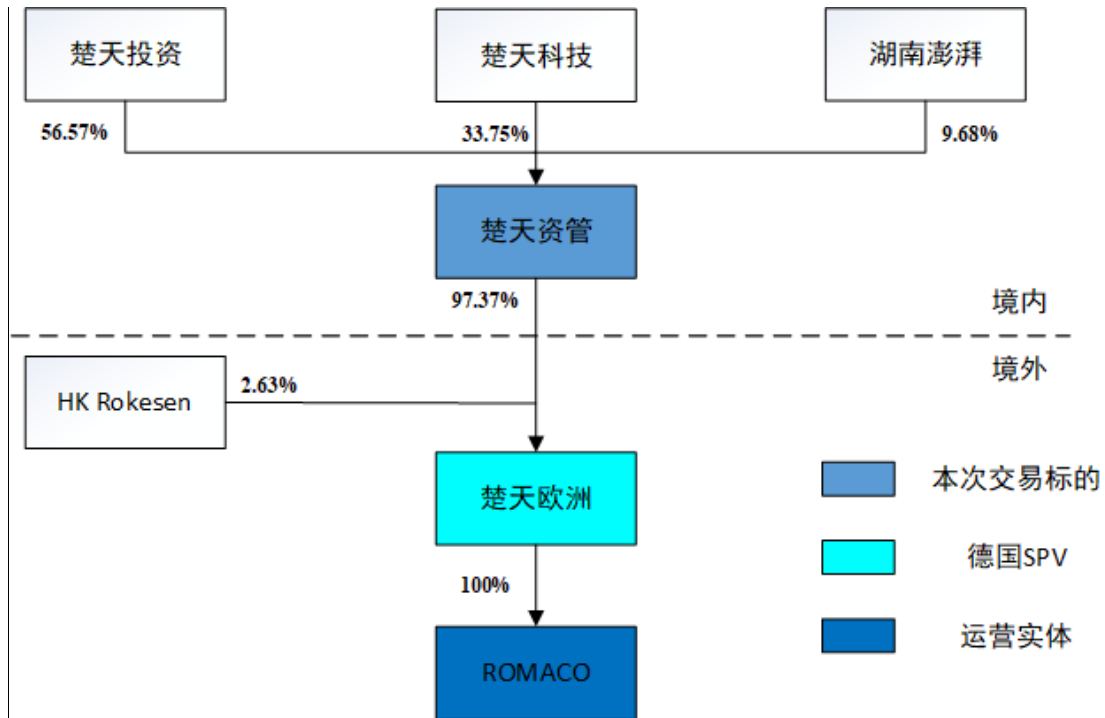 楚天投资
楚天科技
湖南澎湃
56.57%
33.75%
9.68%
楚天资管
97.37%
境内
境外
HK Rokesen
2.63%
楚天欧洲
本次交易标的
德国SPV
100%
运营实体
ROMACO